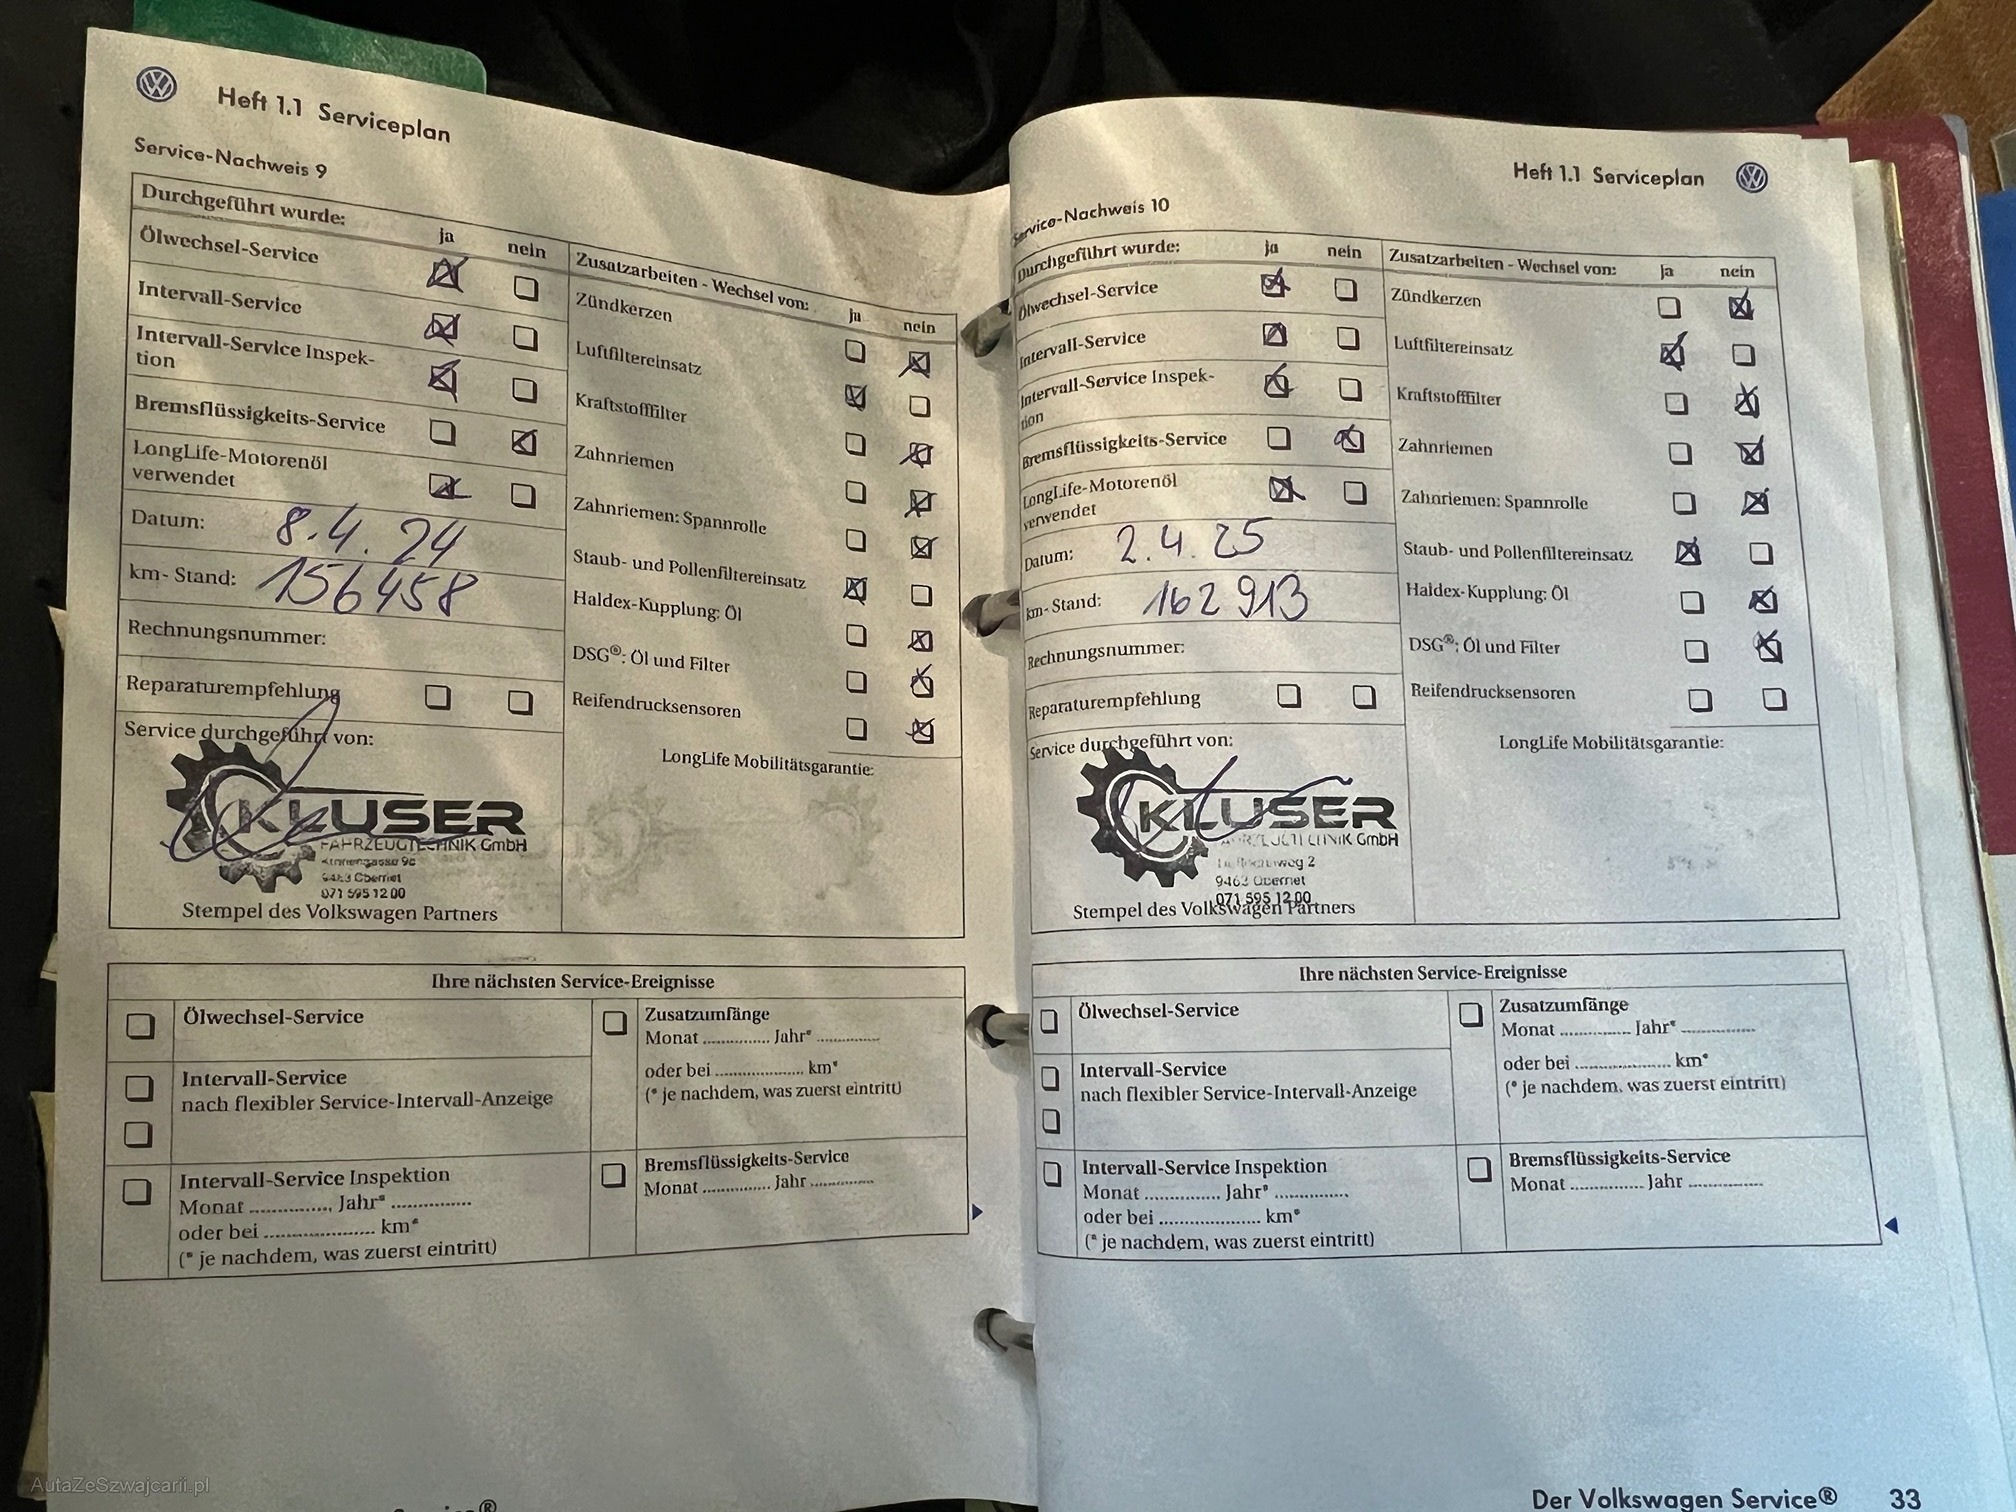 Heft 1.1 Serviceplan
Service-Nachweis 9
Durchgeführt wurde:
ja nein
Ölwechsel-Service
Intervall-Service
Intervall-Service Inspek-
tion
Bremsflüssigkeits-Service
LongLife-Motorenöl
verwendet
Datum: 8.4.24
km-Stand: 156458
Rechnungsnummer:
Reparaturempfehlung
Service durchgeführt von:
KLUSER
FAHRZEUGTECHNIK GmbH
071 595 12 00
Stempel des Volkswagen Partners
Zusatzarbeiten - Wechsel von:
ja nein
Zündkerzen
Luftfiltereinsatz
Kraftstofffilter
Zahnriemen
Zahnriemen: Spannrolle
Staub- und Pollenfiltereinsatz
Haldex-Kupplung: Öl
DSG®: Öl und Filter
Reifendrucksensoren
LongLife Mobilitätsgarantie:
Ihre nächsten Service-Ereignisse
Ölwechsel-Service
Intervall-Service
nach flexibler Service-Intervall-Anzeige
Intervall-Service Inspektion
Monat .............. Jahr* ..............
oder bei .................... km*
(* je nachdem, was zuerst eintritt)
Zusatzumfänge
Monat .............. Jahr* ..............
oder bei .................... km*
(* je nachdem, was zuerst eintritt)
Bremsflüssigkeits-Service
Monat .............. Jahr ..............
Heft 1.1 Serviceplan
Service-Nachweis 10
Durchgeführt wurde:
ja nein
Ölwechsel-Service
Intervall-Service
Intervall-Service Inspek-
tion
Bremsflüssigkeits-Service
LongLife-Motorenöl
verwendet
Datum: 2.4.25
km-Stand: 162913
Rechnungsnummer:
Reparaturempfehlung
Service durchgeführt von:
KLUSER
GmbH
9463 Oberriet
071 595 12 00
Stempel des Volkswagen Partners
Zusatzarbeiten - Wechsel von:
ja nein
Zündkerzen
Luftfiltereinsatz
Kraftstofffilter
Zahnriemen
Zahnriemen: Spannrolle
Staub- und Pollenfiltereinsatz
Haldex-Kupplung: Öl
DSG®: Öl und Filter
Reifendrucksensoren
LongLife Mobilitätsgarantie:
Ihre nächsten Service-Ereignisse
Ölwechsel-Service
Intervall-Service
nach flexibler Service-Intervall-Anzeige
Intervall-Service Inspektion
Monat .............. Jahr* ..............
oder bei .................... km*
(* je nachdem, was zuerst eintritt)
Zusatzumfänge
Monat .............. Jahr* ..............
oder bei .................... km*
(* je nachdem, was zuerst eintritt)
Bremsflüssigkeits-Service
Monat .............. Jahr ..............
Der Volkswagen Service® 33
AutaZeSzwajcarii.pl